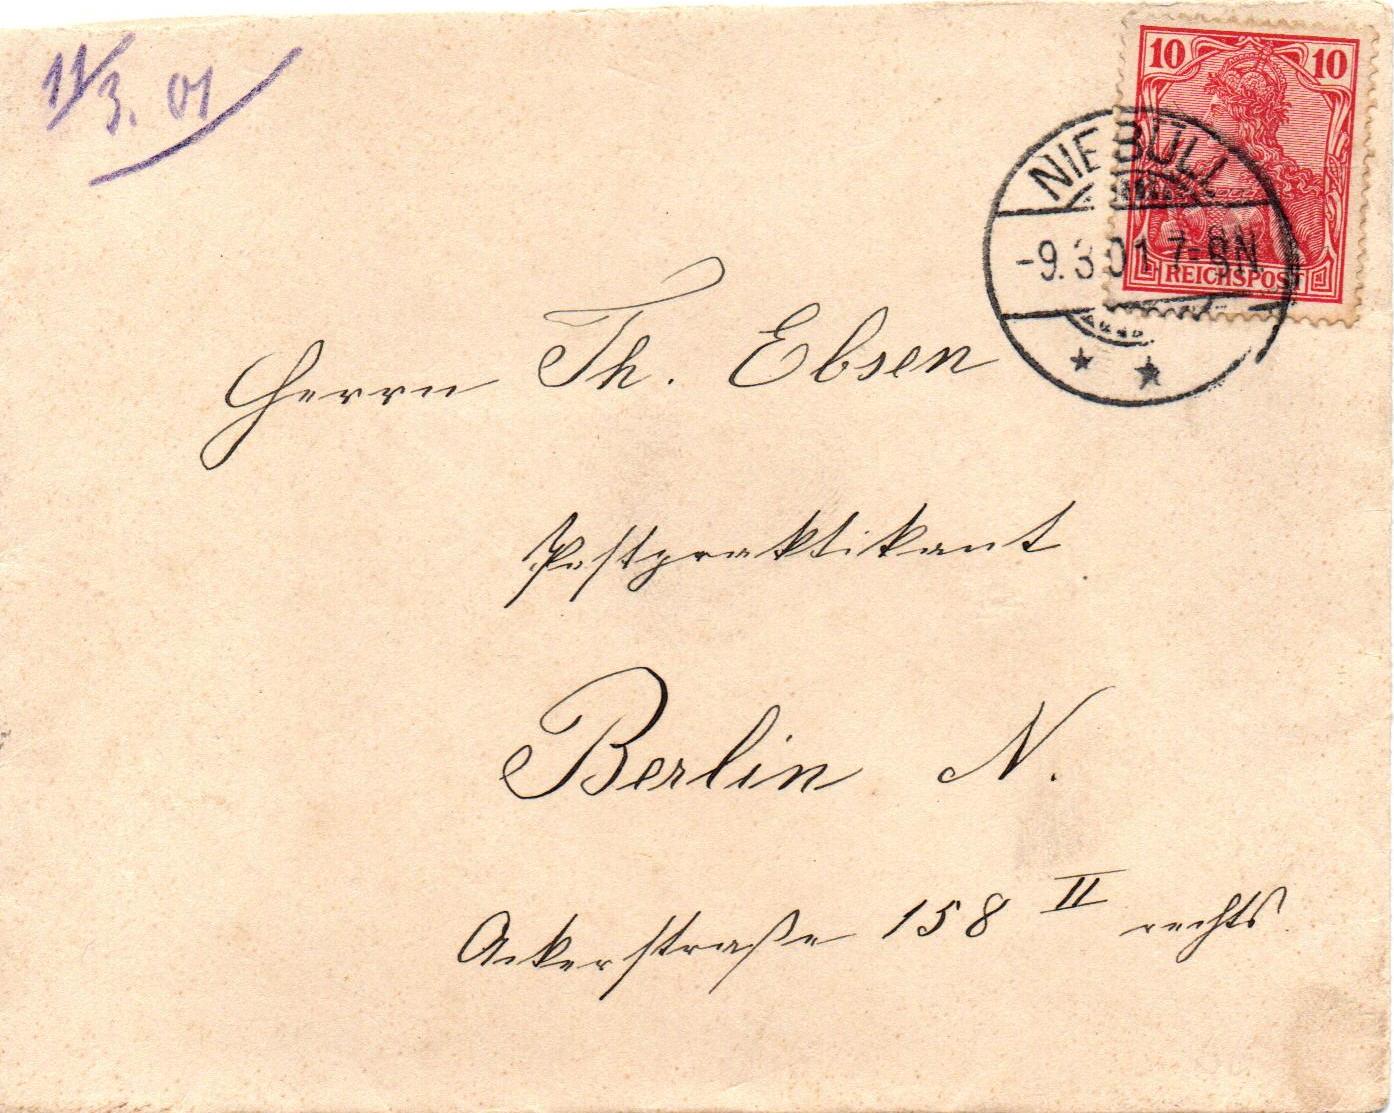 11/3. 01
10 10
REICHSPOST
NIEBÜLL
-9.3.01 7-8N.
* *
Herrn Th. Ebsen
Postpraktikant
Berlin N.
Ackerstraße 158 II rechts